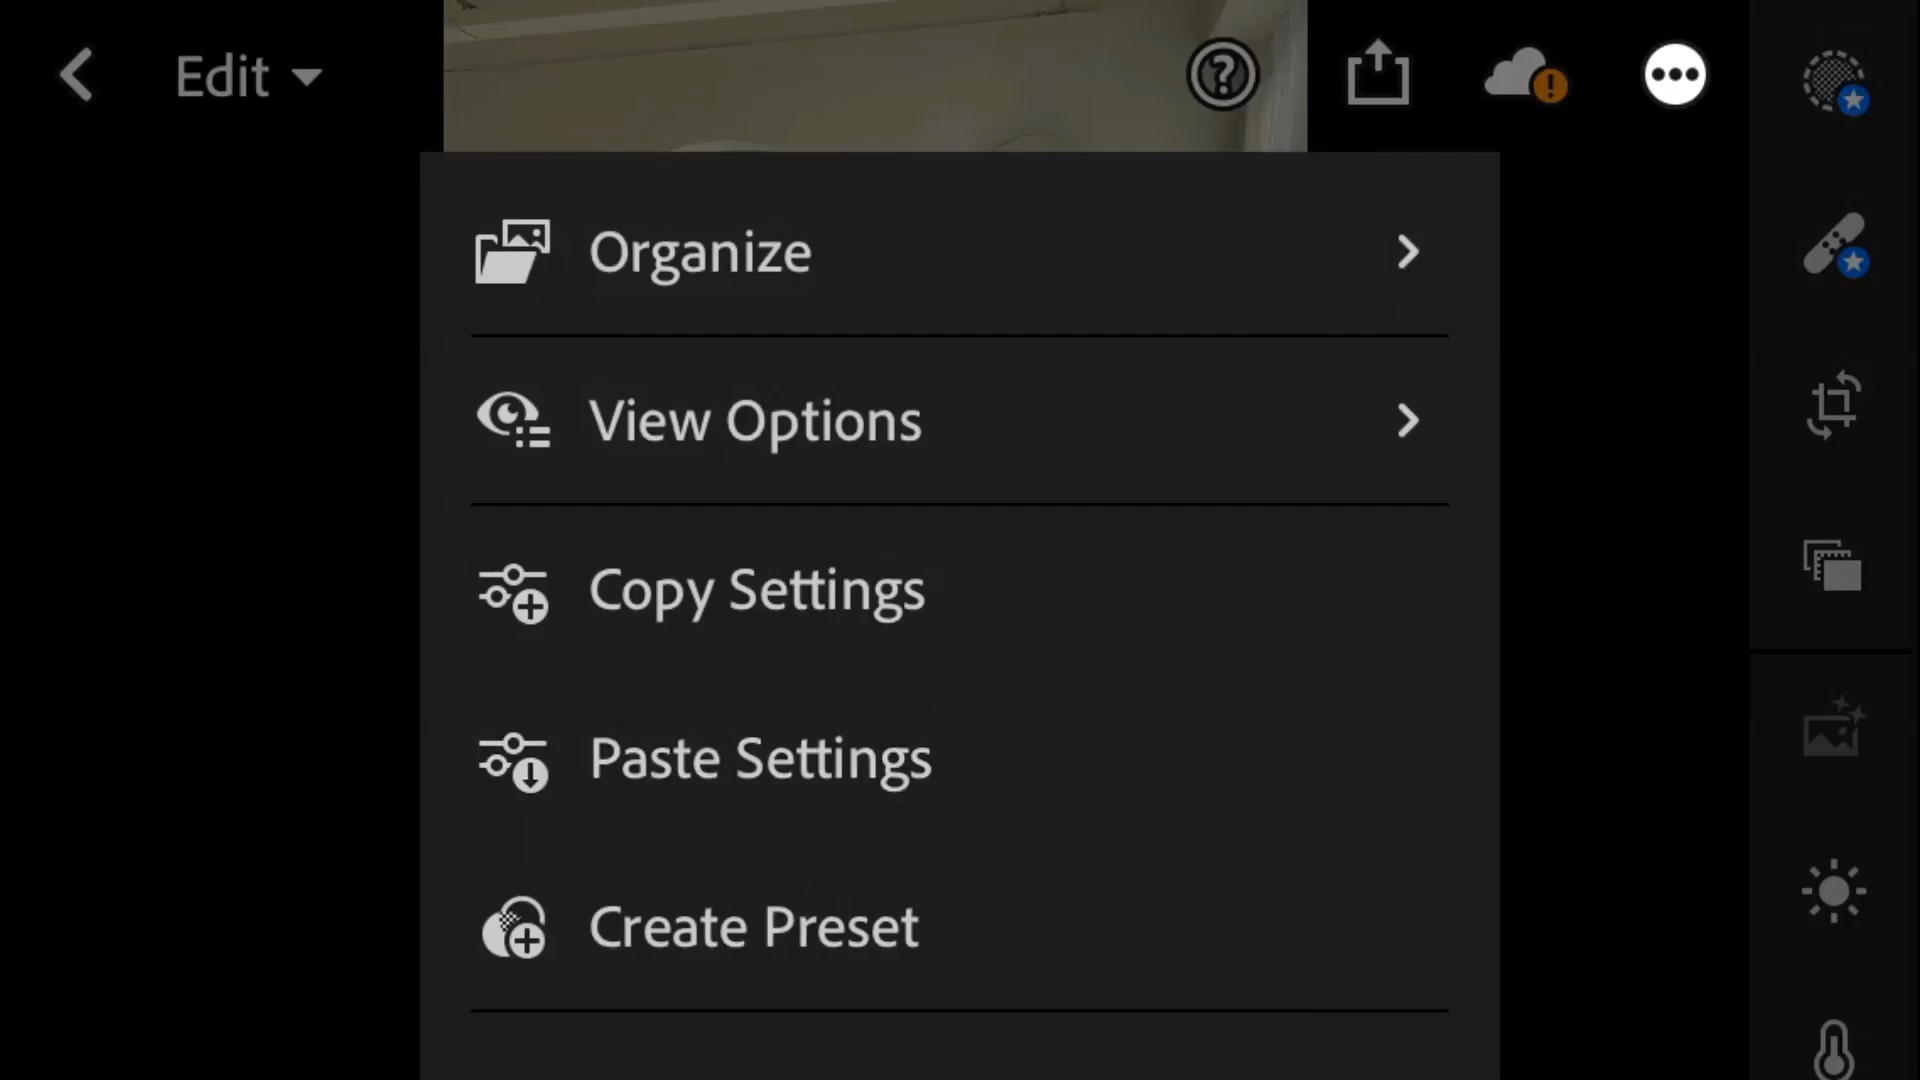 Edit
Organize
View Options
Copy Settings
Paste Settings
Create Preset